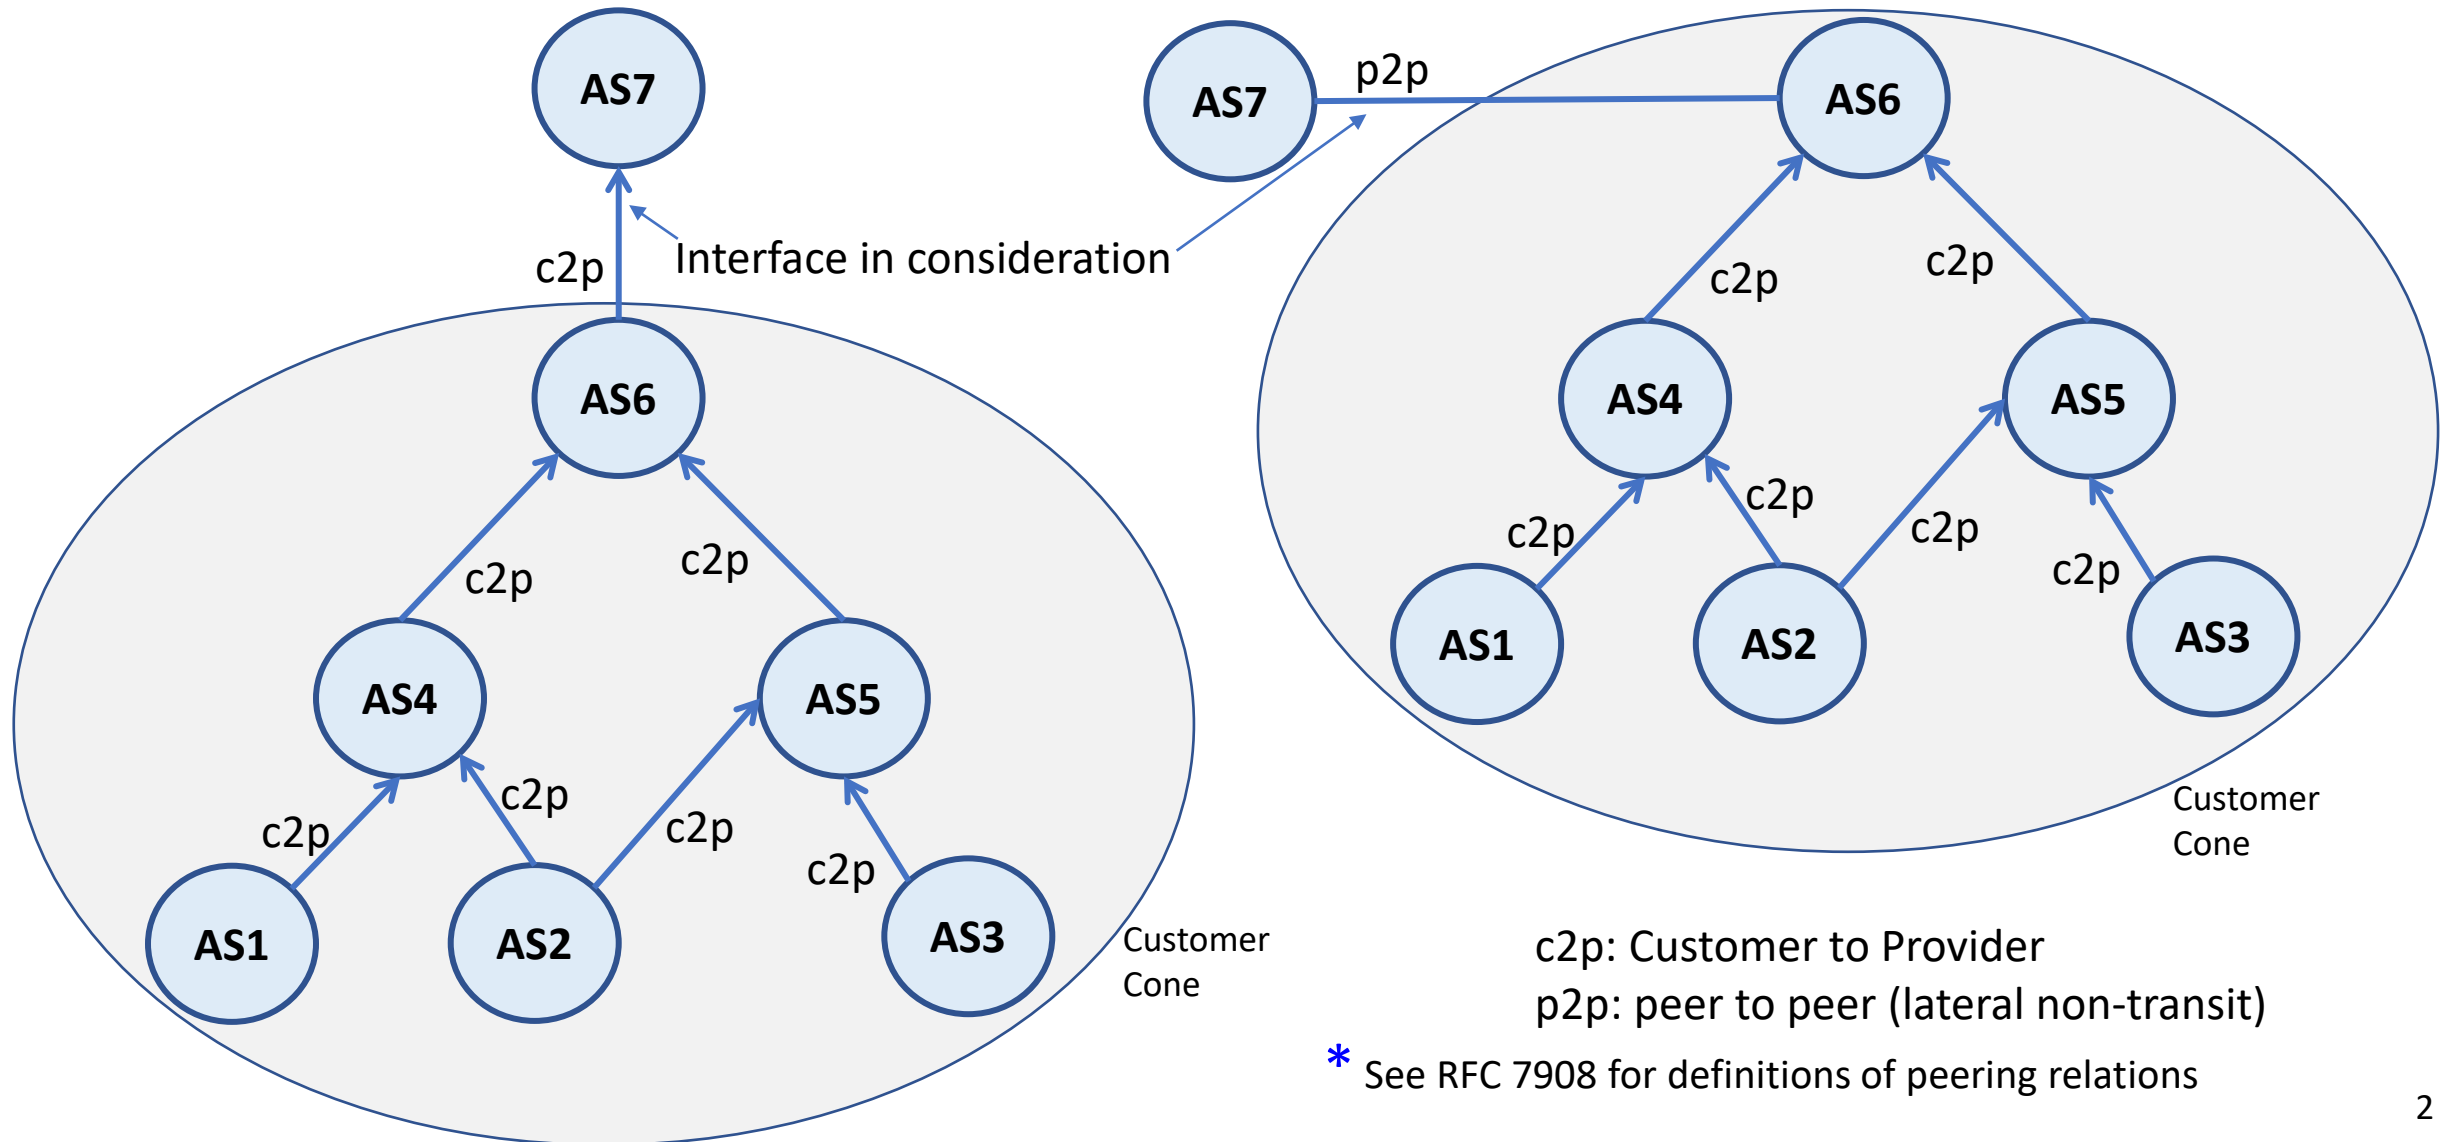 AS7
c2p
AS6
c2p
c2p
AS4
AS5
c2p
c2p
c2p
c2p
AS1
AS2
AS3
Customer
Cone
Interface in consideration
AS7
p2p
AS6
c2p
c2p
AS4
AS5
c2p
c2p
c2p
c2p
AS1
AS2
AS3
Customer
Cone
c2p: Customer to Provider
p2p: peer to peer (lateral non-transit)
* See RFC 7908 for definitions of peering relations
2